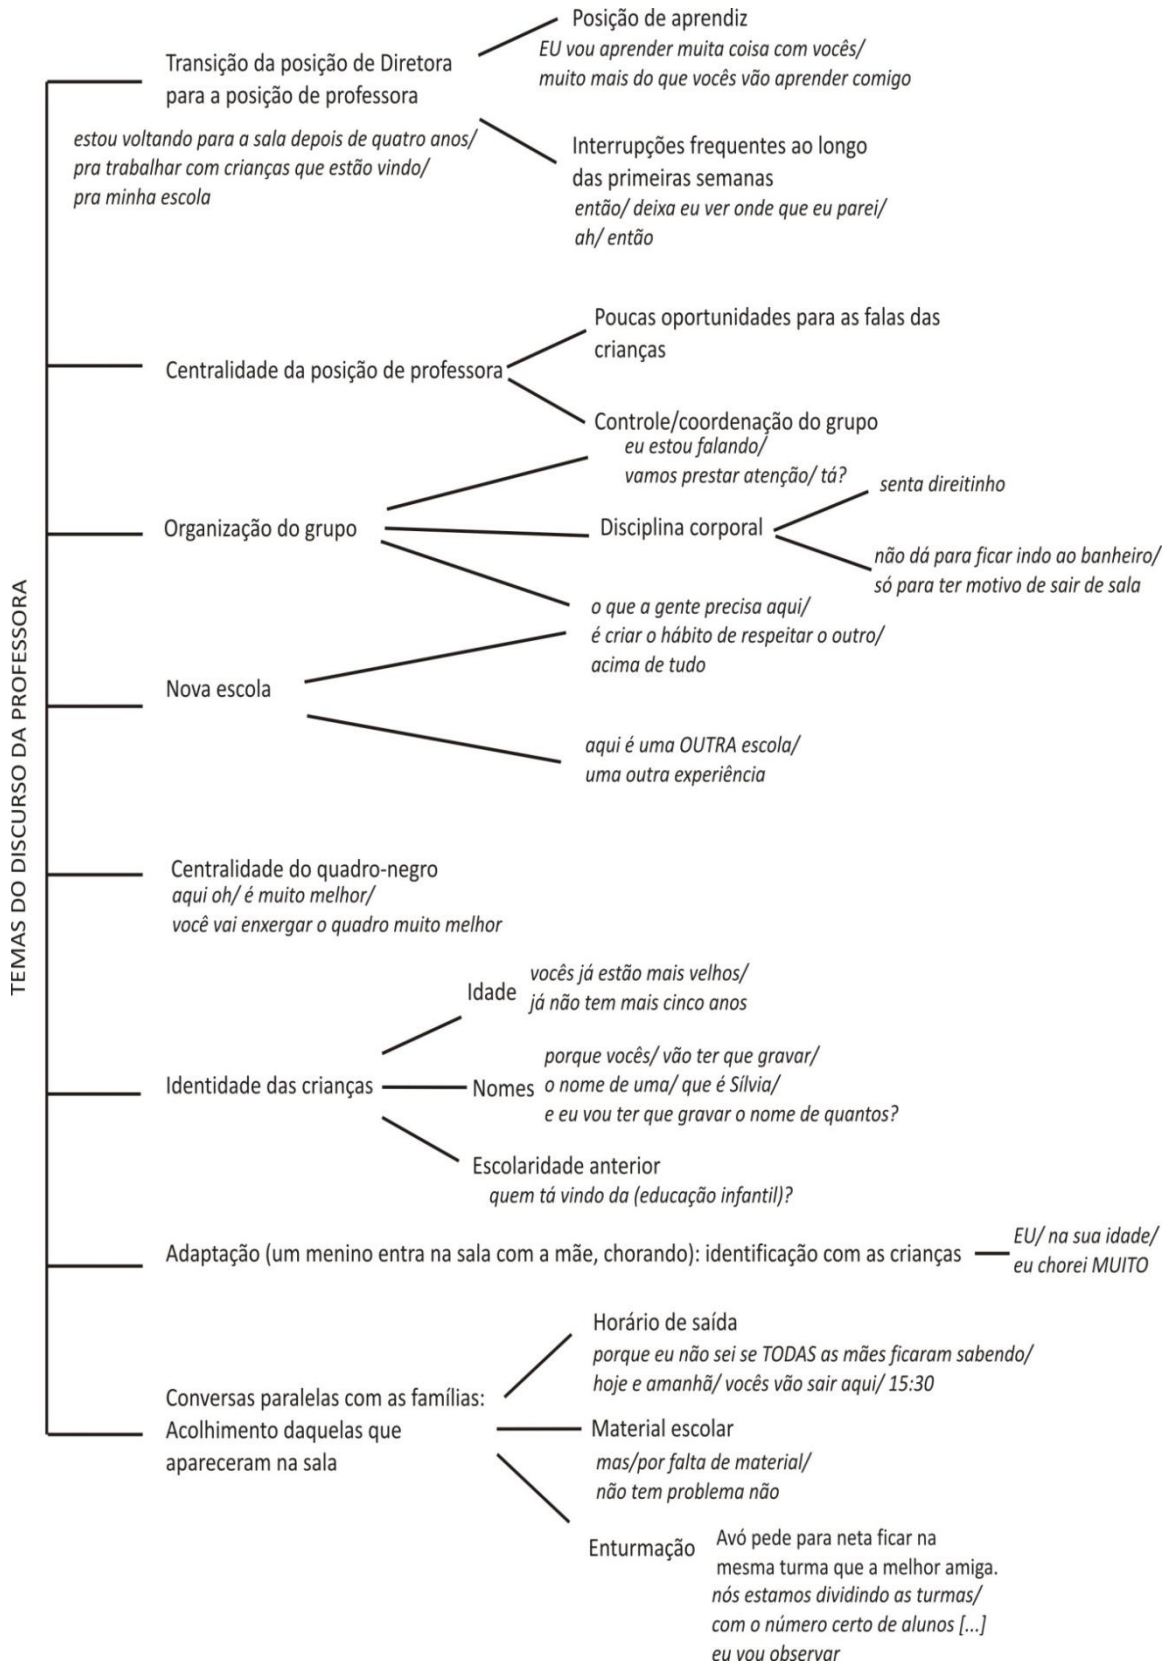 TEMAS DO DISCURSO DA PROFESSORA
Transição da posição de Diretora
para a posição de professora
estou voltando para a sala depois de quatro anos/
pra trabalhar com crianças que estão vindo/
pra minha escola
Posição de aprendiz
EU vou aprender muita coisa com vocês/
muito mais do que vocês vão aprender comigo
Interrupções frequentes ao longo
das primeiras semanas
então/ deixa eu ver onde que eu parei/
ah/ então
Centralidade da posição de professora
Poucas oportunidades para as falas das
crianças
Controle/coordenação do grupo
Organização do grupo
eu estou falando/
vamos prestar atenção/ tá?
Disciplina corporal
senta direitinho
não dá para ficar indo ao banheiro/
só para ter motivo de sair de sala
o que a gente precisa aqui/
é criar o hábito de respeitar o outro/
acima de tudo
Nova escola
aqui é uma OUTRA escola/
uma outra experiência
Centralidade do quadro-negro
aqui oh/ é muito melhor/
você vai enxergar o quadro muito melhor
Identidade das crianças
Idade
vocês já estão mais velhos/
já não tem mais cinco anos
Nomes
porque vocês/ vão ter que gravar/
o nome de uma/ que é Sílvia/
e eu vou ter que gravar o nome de quantos?
Escolaridade anterior
quem tá vindo da (educação infantil)?
Adaptação (um menino entra na sala com a mãe, chorando): identificação com as crianças
EU/ na sua idade/
eu chorei MUITO
Conversas paralelas com as famílias:
Acolhimento daquelas que
apareceram na sala
Horário de saída
porque eu não sei se TODAS as mães ficaram sabendo/
hoje e amanhã/ vocês vão sair aqui/ 15:30
Material escolar
mas/por falta de material/
não tem problema não
Enturmação
Avó pede para neta ficar na
mesma turma que a melhor amiga.
nós estamos dividindo as turmas/
com o número certo de alunos [...]
eu vou observar